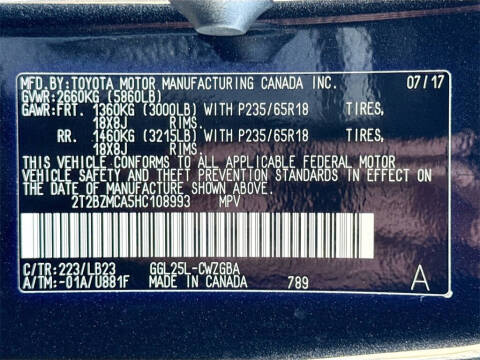 MFD.BY:TOYOTA MOTOR MANUFACTURING CANADA INC. 07/17
GVWR:2660KG (5860LB)
GAWR:FRT. 1360KG (3000LB) WITH P235/65R18 TIRES,
18X8J RIMS.
RR. 1460KG (3215LB) WITH P235/65R18 TIRES,
18X8J RIMS.
THIS VEHICLE CONFORMS TO ALL APPLICABLE FEDERAL MOTOR
VEHICLE SAFETY AND THEFT PREVENTION STANDARDS IN EFFECT ON THE
DATE OF MANUFACTURE SHOWN ABOVE.
2T2BZMCA5HC108993 MPV
C/TR:223/LB23 GGL25L-CWZGBA
A/TM:-01A/U881F MADE IN CANADA 789 A